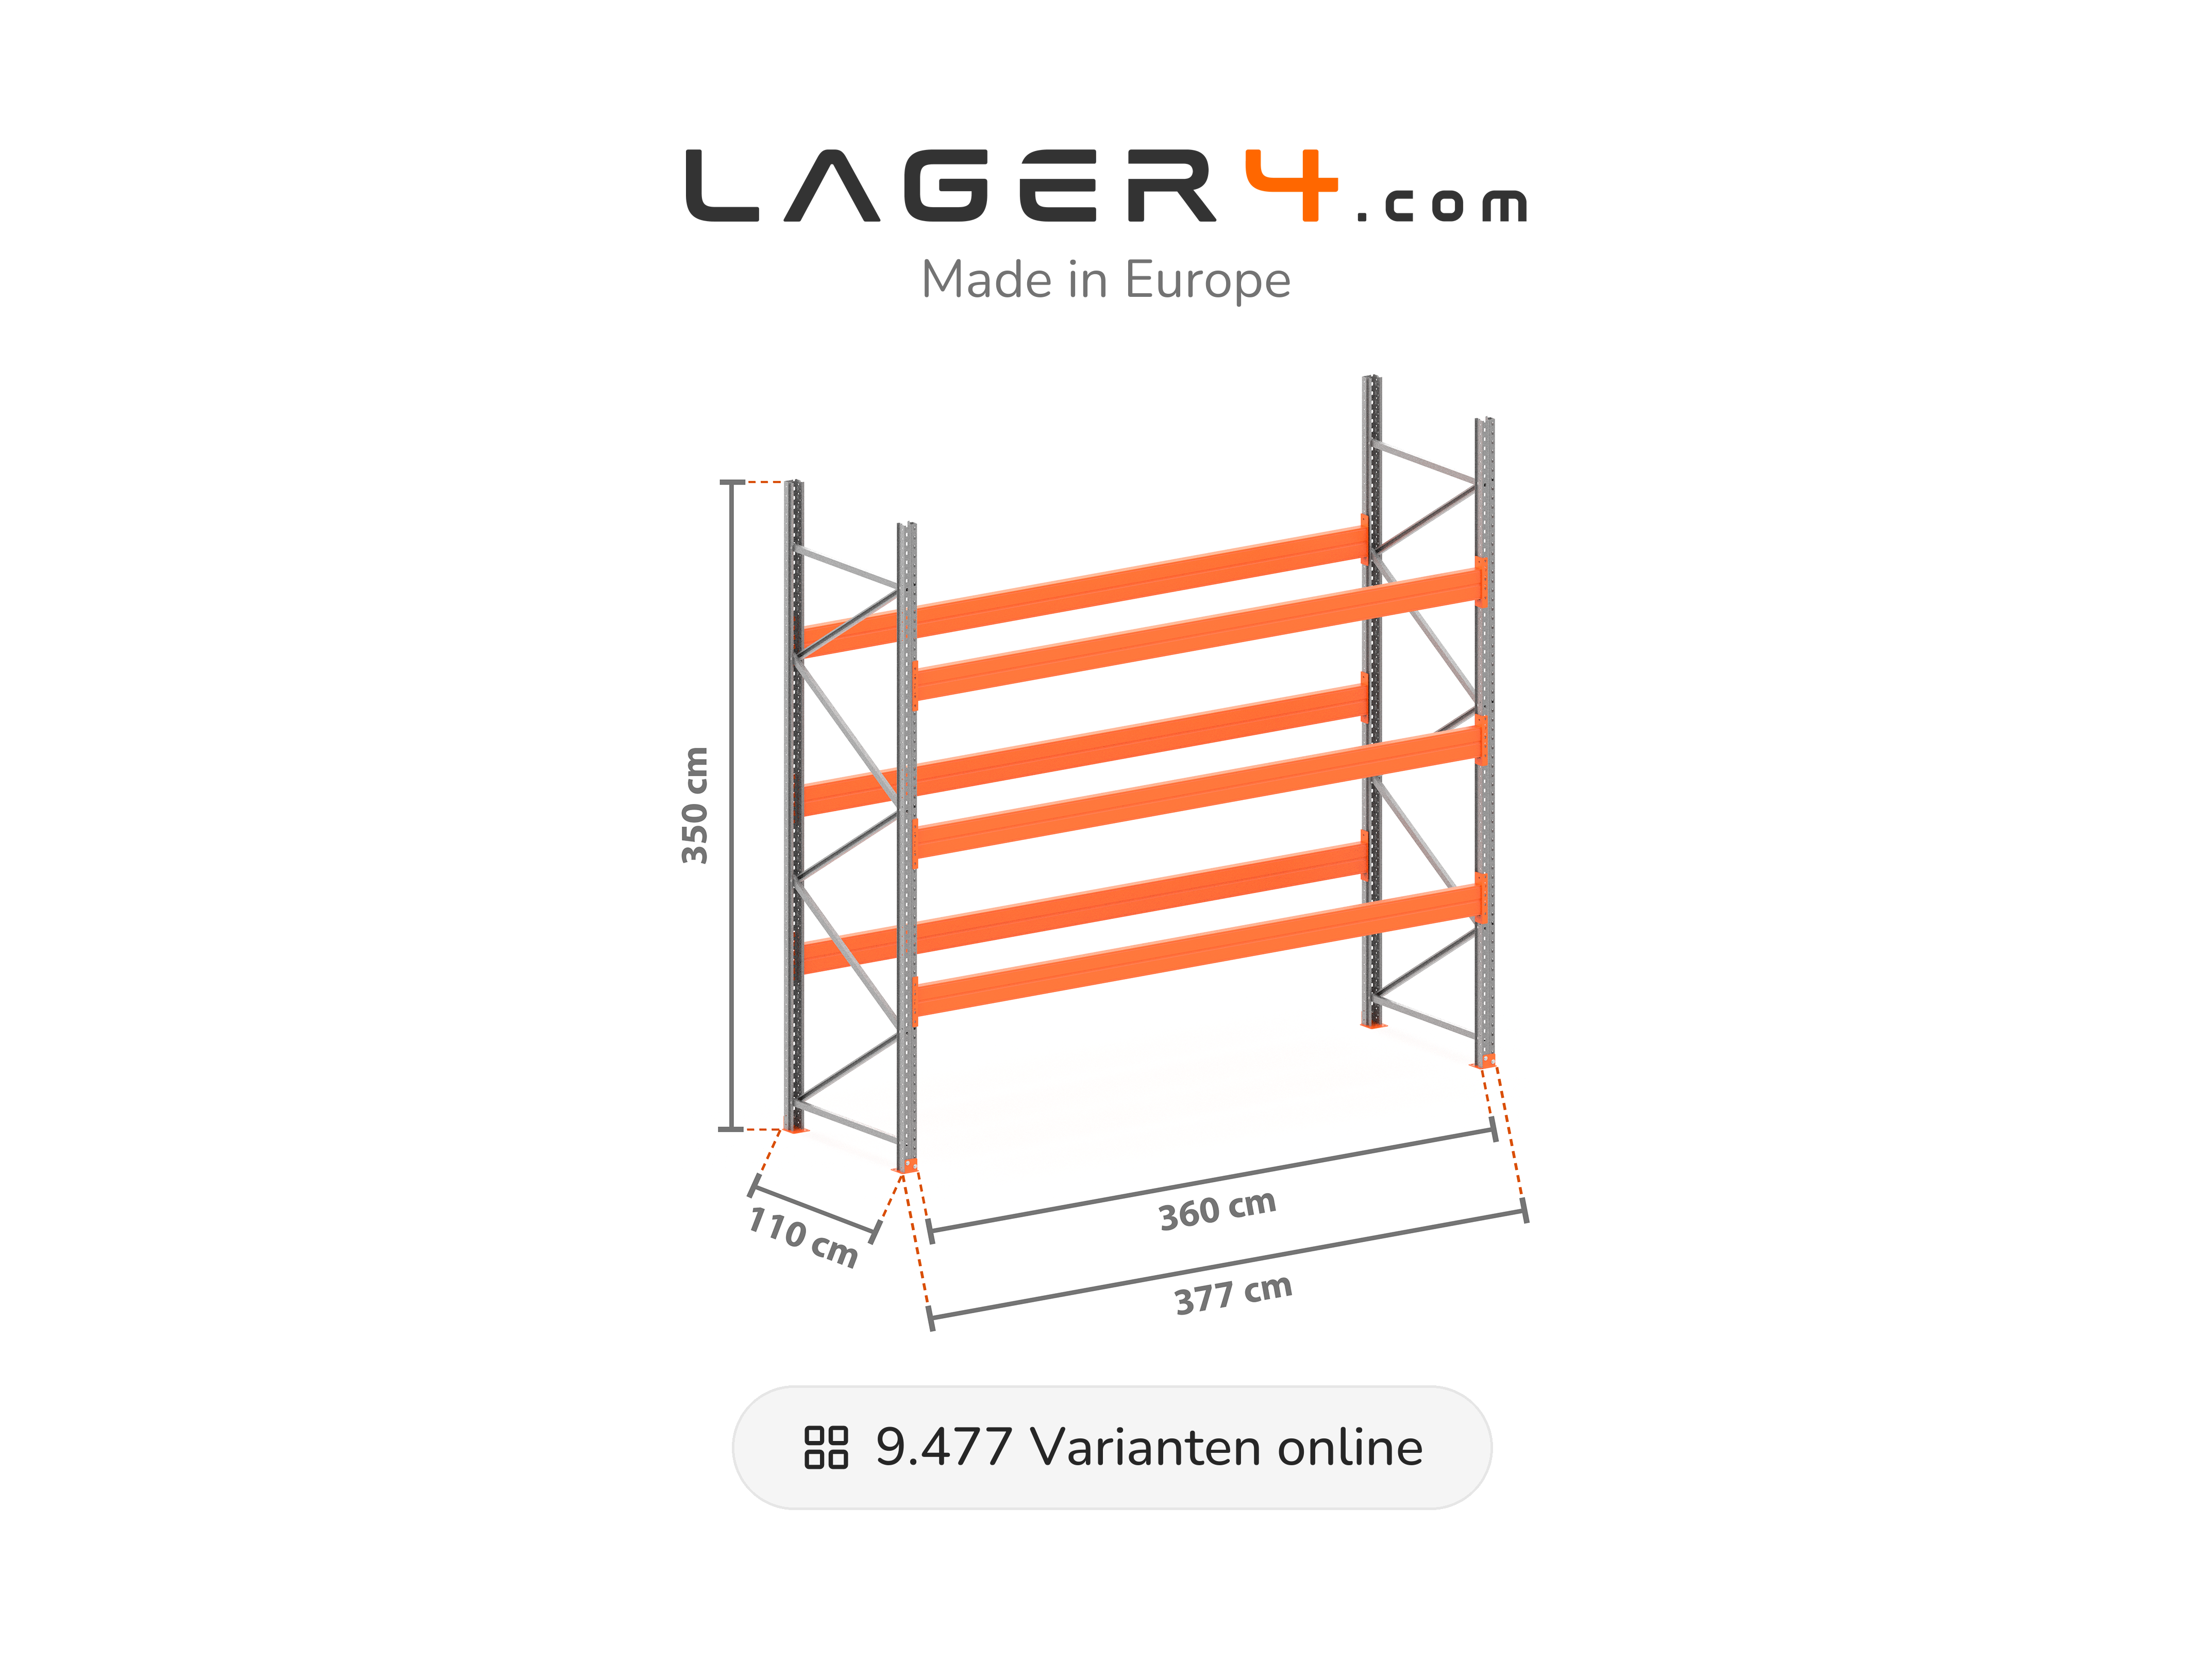 LAGER4.com
Made in Europe
350 cm
110 cm
360 cm
377 cm
9.477 Varianten online